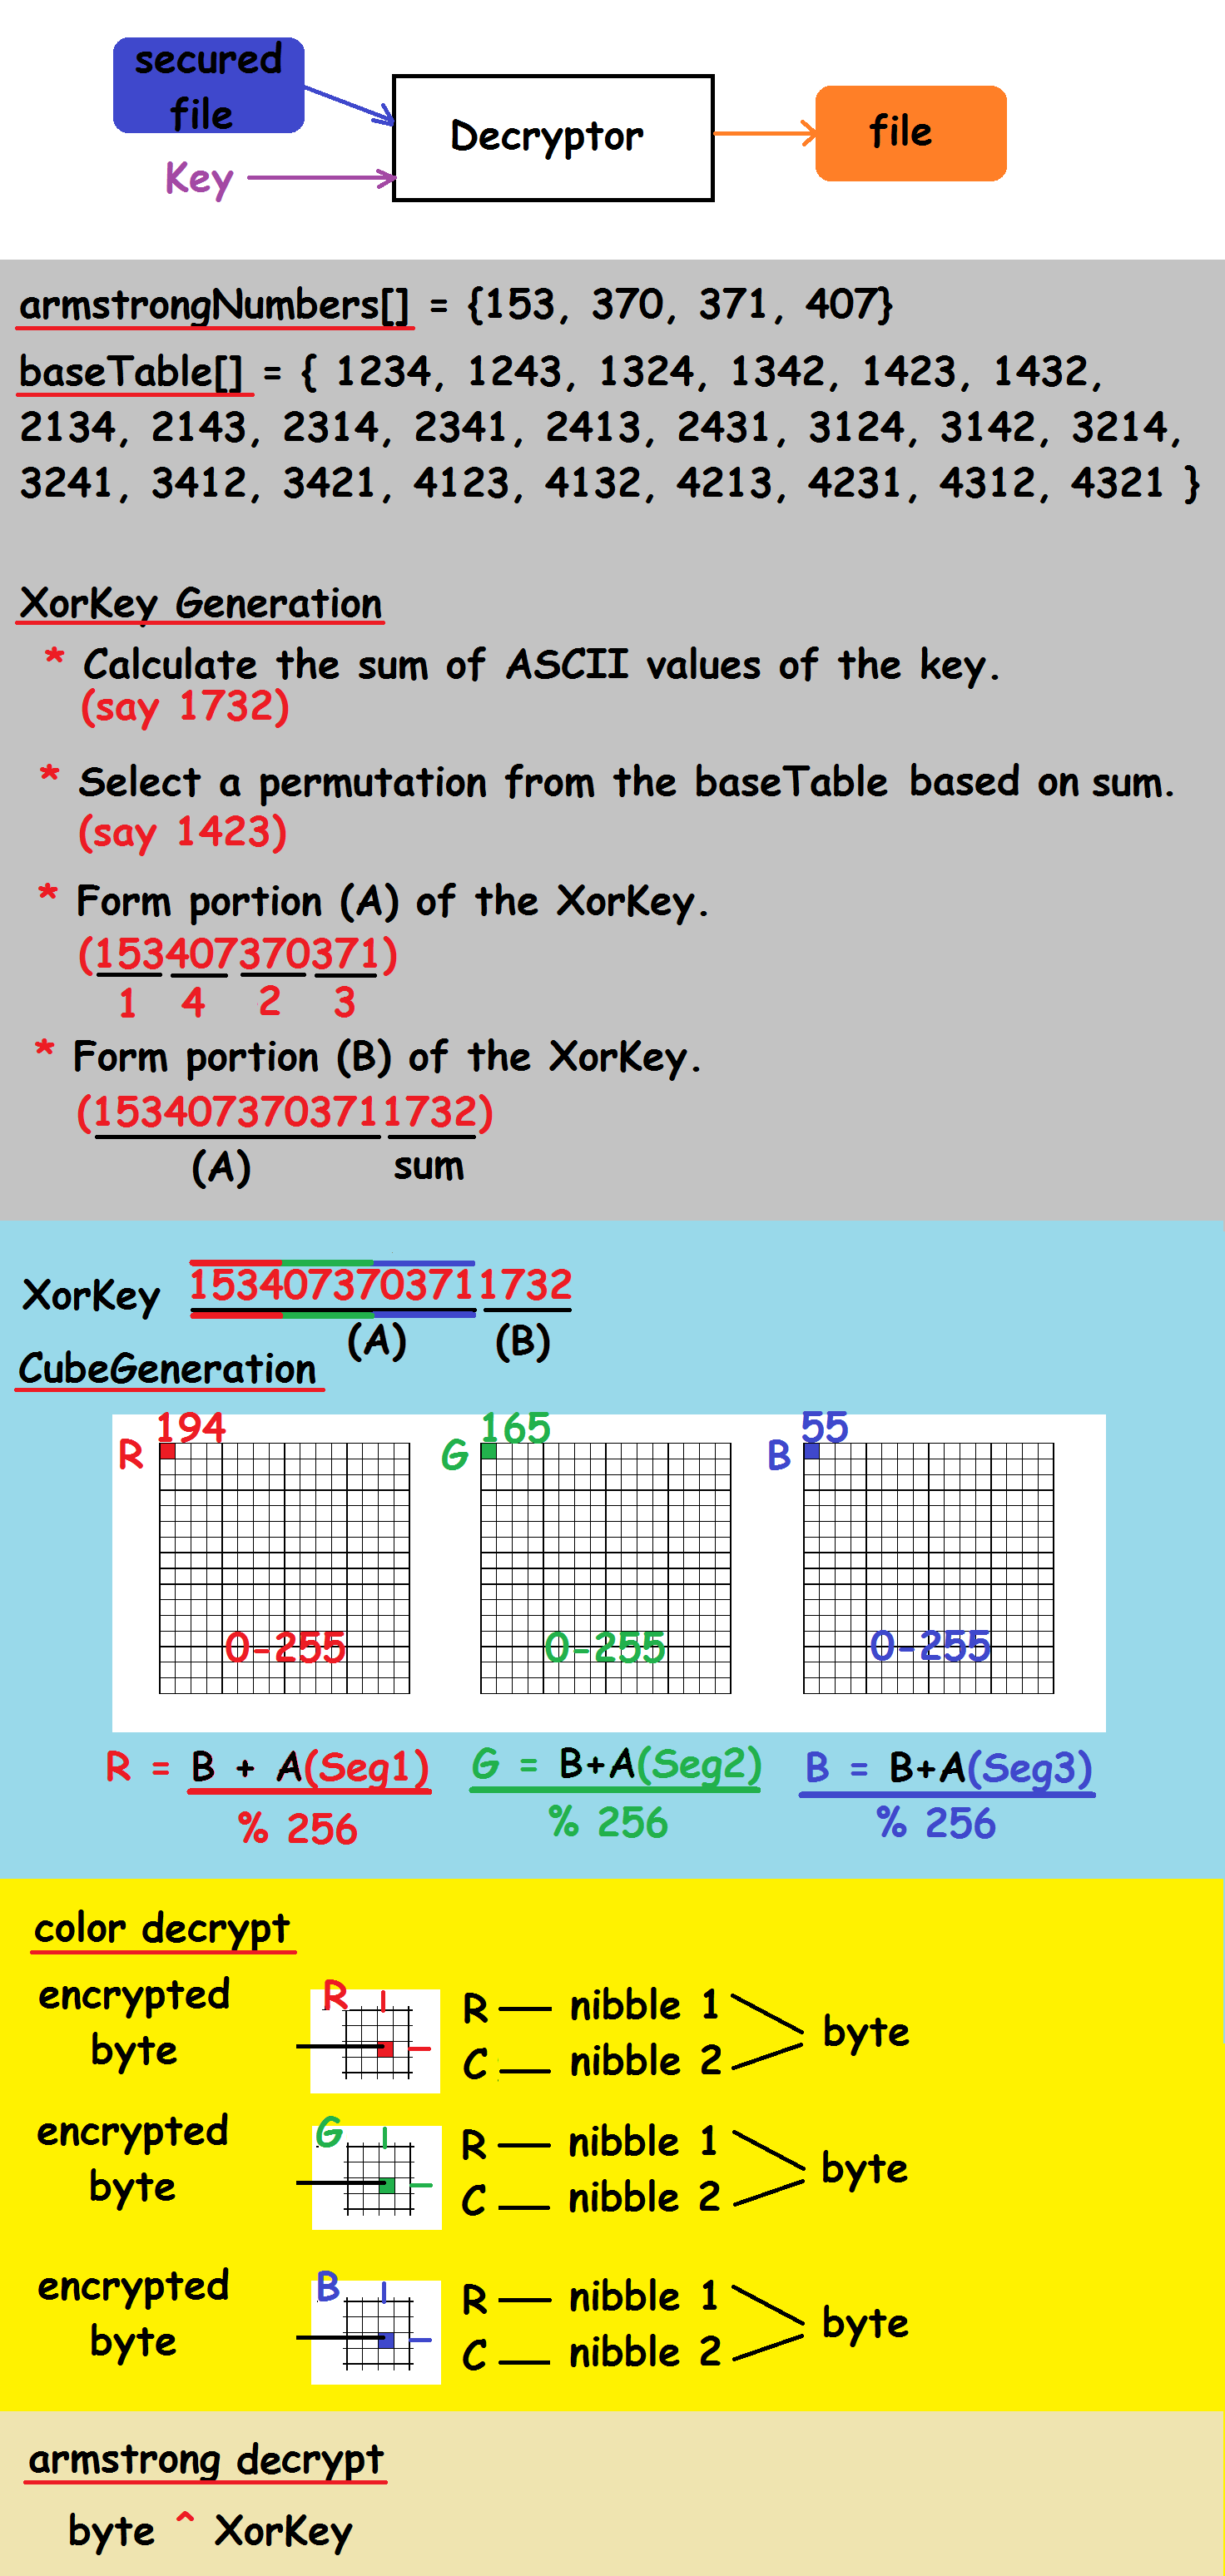 secured
file
Key
Decryptor
file
armstrongNumbers[] = {153, 370, 371, 407}
baseTable[] = { 1234, 1243, 1324, 1342, 1423, 1432,
2134, 2143, 2314, 2341, 2413, 2431, 3124, 3142, 3214,
3241, 3412, 3421, 4123, 4132, 4213, 4231, 4312, 4321 }
XorKey Generation
* Calculate the sum of ASCII values of the key.
(say 1732)
* Select a permutation from the baseTable based on sum.
(say 1423)
* Form portion (A) of the XorKey.
(153407370371)
1 4 2 3
* Form portion (B) of the XorKey.
(1534073703711732)
(A) sum
XorKey 1534073703711732
(A) (B)
CubeGeneration
194 165 55
R G B
0-255 0-255 0-255
R = B + A(Seg1) G = B+A(Seg2) B = B+A(Seg3)
% 256 % 256 % 256
color decrypt
encrypted R R — nibble 1
byte C — nibble 2 byte
encrypted G R — nibble 1
byte C — nibble 2 byte
encrypted B R — nibble 1
byte C — nibble 2 byte
armstrong decrypt
byte ^ XorKey